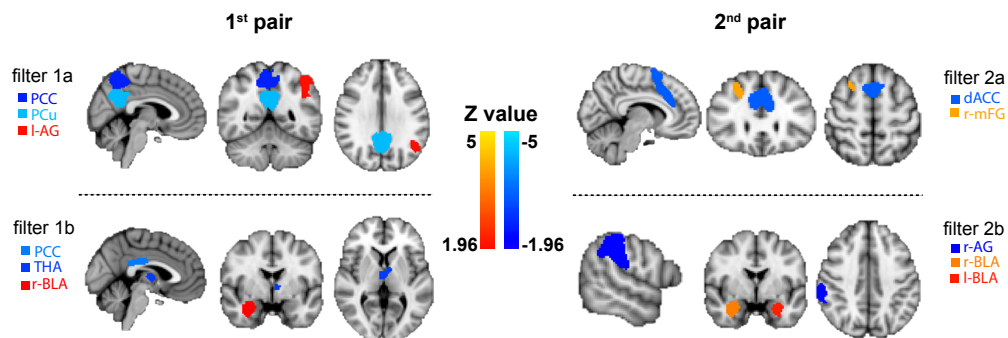 1st pair
2nd pair
filter 1a
PCC
PCu
l-AG
Z value
5
-5
1.96
-1.96
filter 2a
dACC
r-mFG
filter 1b
PCC
THA
r-BLA
filter 2b
r-AG
r-BLA
l-BLA